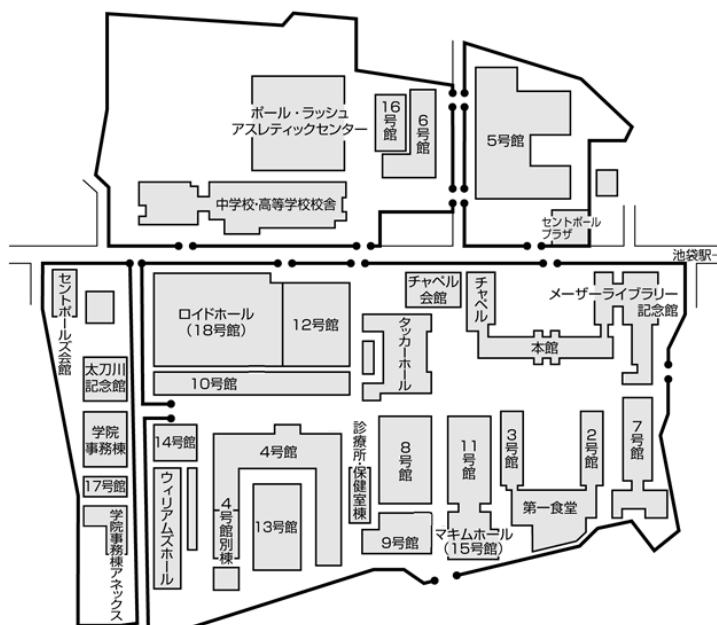 ポール・ラッシュ
アスレティックセンター
16号館
6号館
5号館
中学校・高等学校校舎
セントポール
プラザ
池袋駅→
セントポールズ会館
ロイドホール
(18号館)
12号館
チャペル
会館
チャペル
メーザーライブラリー
記念館
タッカーホール
本館
太刀川
記念館
10号館
学院
事務棟
14号館
4号館
診療所・保健室棟
8号館
11号館
3号館
2号館
7号館
17号館
ウィリアムズホール
4号館別棟
13号館
第一食堂
学院事務棟アネックス
9号館
マキムホール
(15号館)